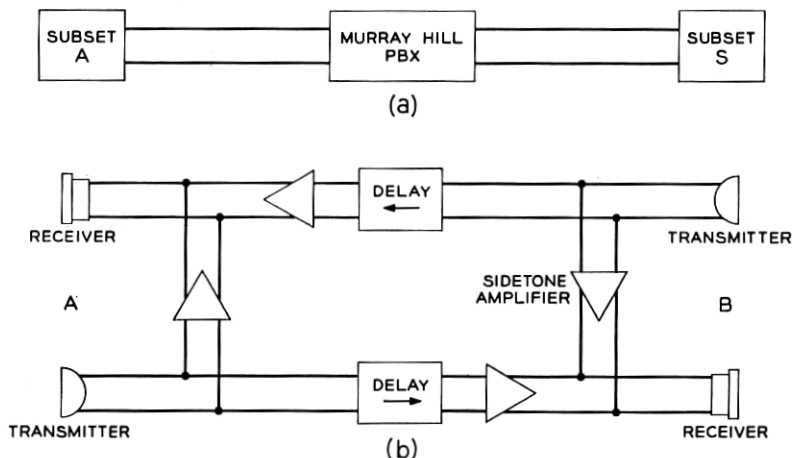 SUBSET
A
MURRAY HILL
PBX
SUBSET
S
(a)
DELAY
RECEIVER
TRANSMITTER
SIDETONE
AMPLIFIER
A
B
DELAY
TRANSMITTER
RECEIVER
(b)